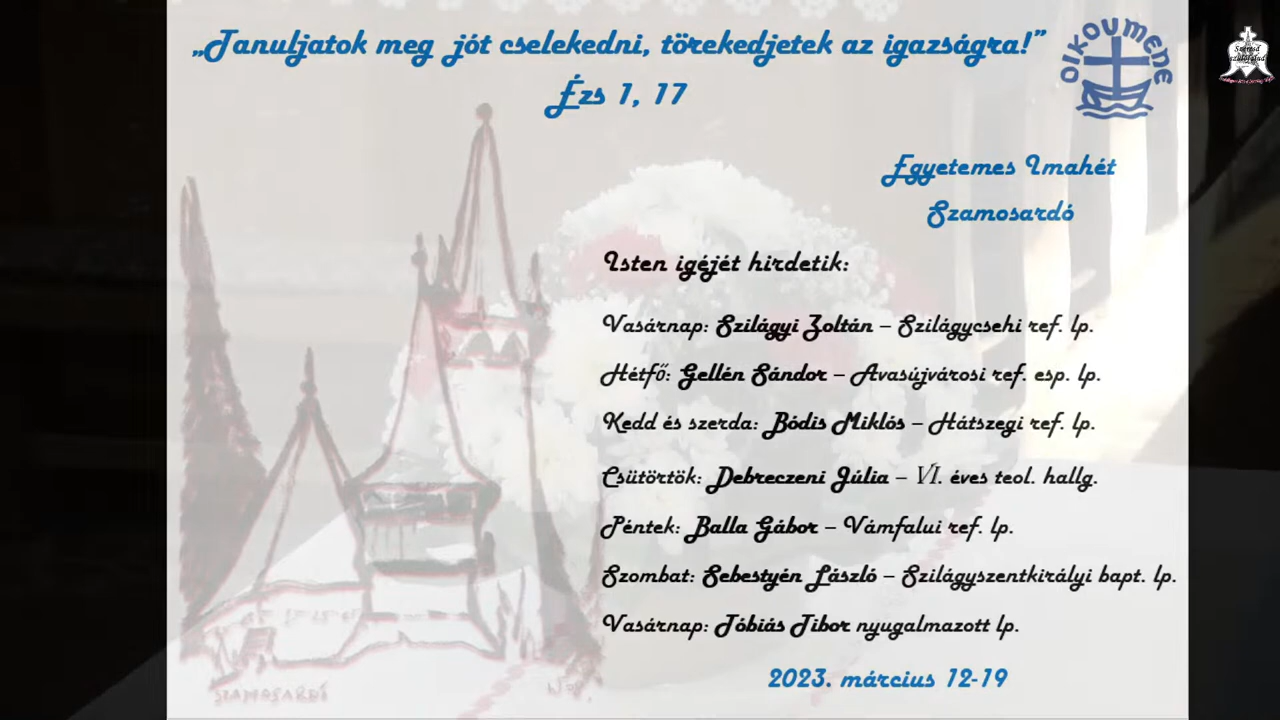 „Tanuljatok meg jót cselekedni, törekedjetek az igazságra!”
Ézs 1, 17
OIKOUMENE
Egyetemes Imahét
Szamosardó
Isten igéjét hirdetik:
Vasárnap: Szilágyi Zoltán – Szilágycsehi ref. lp.
Hétfő: Gellén Sándor – Avasújvárosi ref. esp. lp.
Kedd és szerda: Bódis Miklós – Hátszegi ref. lp.
Csütörtök: Debreczeni Júlia – VI. éves teol. hallg.
Péntek: Balla Gábor – Vámfalui ref. lp.
Szombat: Sebestyén László – Szilágyszentkirályi bapt. lp.
Vasárnap: Tóbiás Tibor nyugalmazott lp.
2023. március 12-19
SZAMOSARDÓ